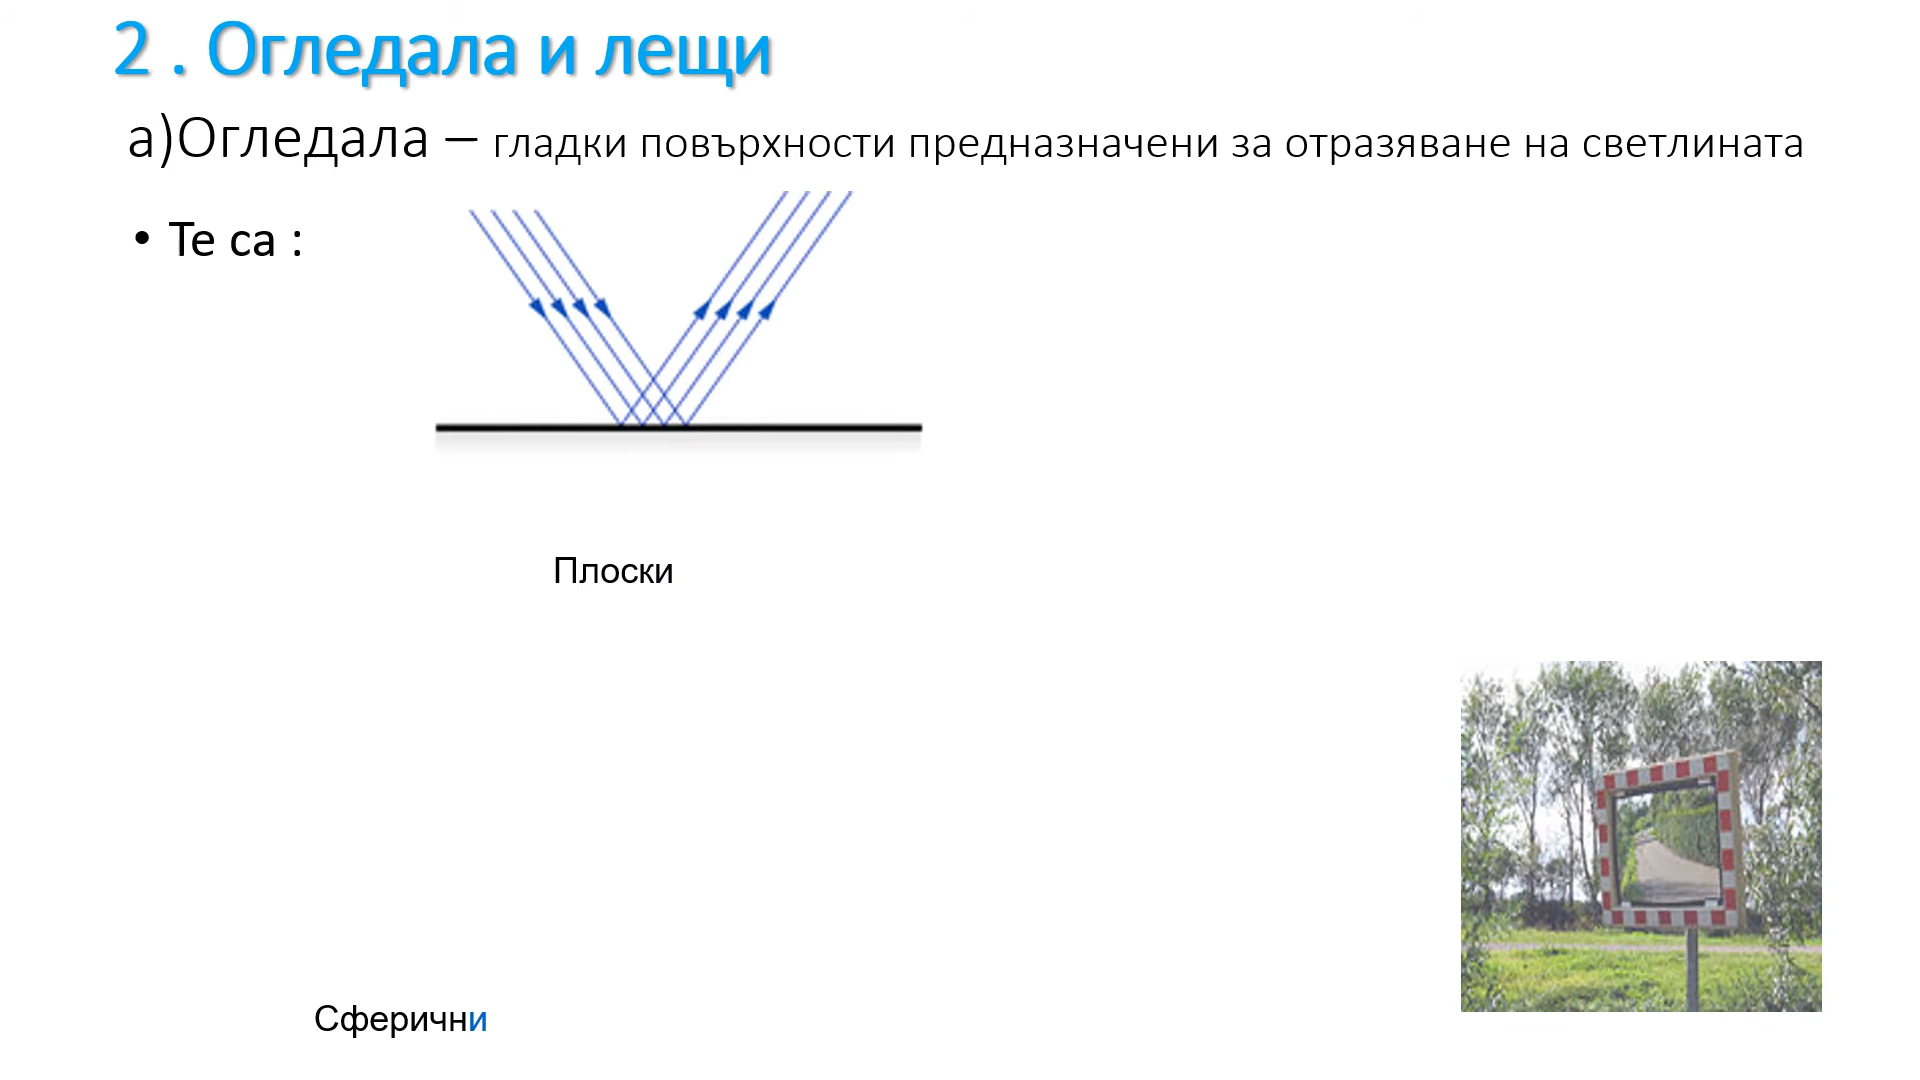 2 . Огледала и лещи
а)Огледала – гладки повърхности предназначени за отразяване на светлината
• Те са :
Плоски
Сферични